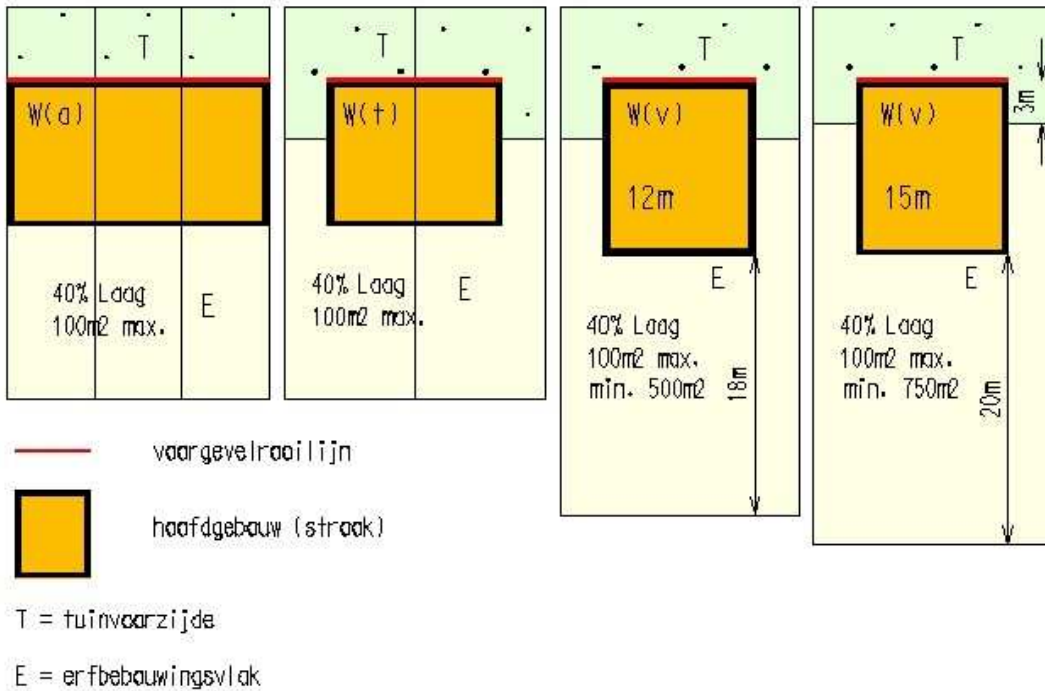 T
T
T
T
3m
W(a)
W(t)
W(v)
W(v)
12m
15m
40% Laag
100m2 max.
E
40% Laag
100m2 max.
E
E
40% Laag
100m2 max.
min. 500m2
18m
E
40% Laag
100m2 max.
min. 750m2
20m
voorgevelrooilijn
hoofdgebouw (strook)
T = tuinvoorzijde
E = erfbebouwingsvlak